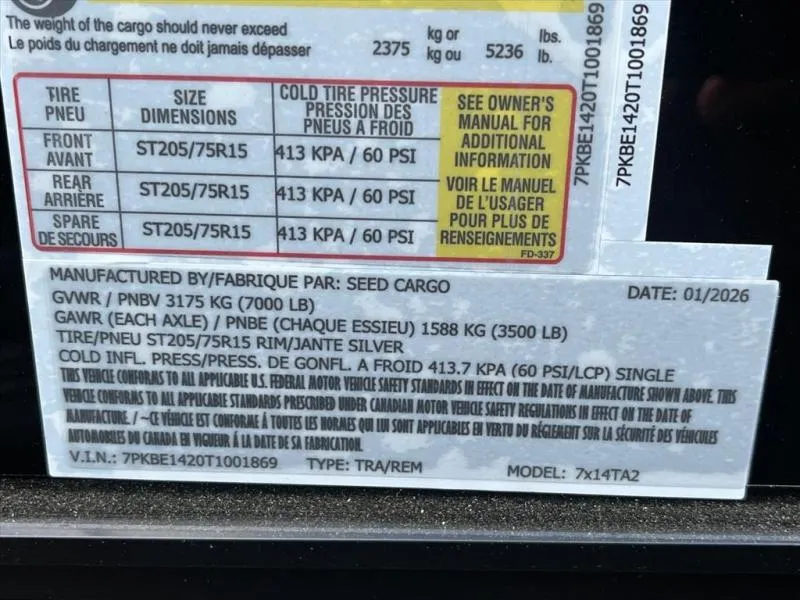 The weight of the cargo should never exceed
Le poids du chargement ne doit jamais dépasser
2375 kg or kg ou 5236 lbs. lb.
TIRE PNEU
SIZE DIMENSIONS
COLD TIRE PRESSURE PRESSION DES PNEUS A FROID
FRONT AVANT
ST205/75R15
413 KPA / 60 PSI
REAR ARRIÈRE
ST205/75R15
413 KPA / 60 PSI
SPARE DE SECOURS
ST205/75R15
413 KPA / 60 PSI
SEE OWNER'S
MANUAL FOR
ADDITIONAL
INFORMATION
VOIR LE MANUEL
DE L'USAGER
POUR PLUS DE
RENSEIGNEMENTS
FD-337
7PKBE1420T1001869
7PKBE1420T1001869
MANUFACTURED BY/FABRIQUE PAR: SEED CARGO
DATE: 01/2026
GVWR / PNBV 3175 KG (7000 LB)
GAWR (EACH AXLE) / PNBE (CHAQUE ESSIEU) 1588 KG (3500 LB)
TIRE/PNEU ST205/75R15 RIM/JANTE SILVER
COLD INFL. PRESS/PRESS. DE GONFL. A FROID 413.7 KPA (60 PSI/LCP) SINGLE
THIS VEHICLE CONFORMS TO ALL APPLICABLE U.S. FEDERAL MOTOR VEHICLE SAFETY STANDARDS IN EFFECT ON THE DATE OF MANUFACTURE SHOWN ABOVE. THIS
VEHICLE CONFORMS TO ALL APPLICABLE STANDARDS PRESCRIBED UNDER CANADIAN MOTOR VEHICLE SAFETY REGULATIONS IN EFFECT ON THE DATE OF
MANUFACTURE. / ~CE VÉHICLE EST CONFORME Á TOUTES LES NORMES QUI LUI SONT APPLICABLES EN VERTU DU RÉGLEMENT SUR LA SÉCURITÉ DES VÉHICULES
AUTOMOBILES DU CANADA EN VIGUEUR Á LA DATE DE SA FABRICATION.
V.I.N.: 7PKBE1420T1001869 TYPE: TRA/REM MODEL: 7x14TA2